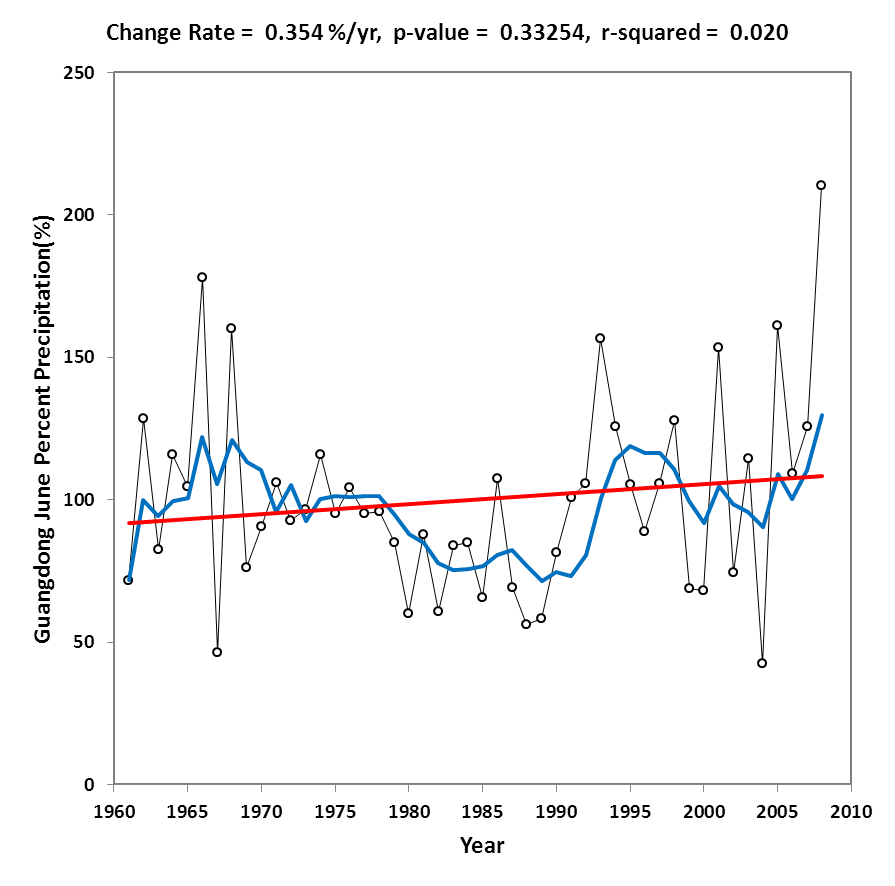 Change Rate = 0.354 %/yr, p-value = 0.33254, r-squared = 0.020
250
200
150
100
50
0
Guangdong June Percent Precipitation(%)
1960 1965 1970 1975 1980 1985 1990 1995 2000 2005 2010
Year